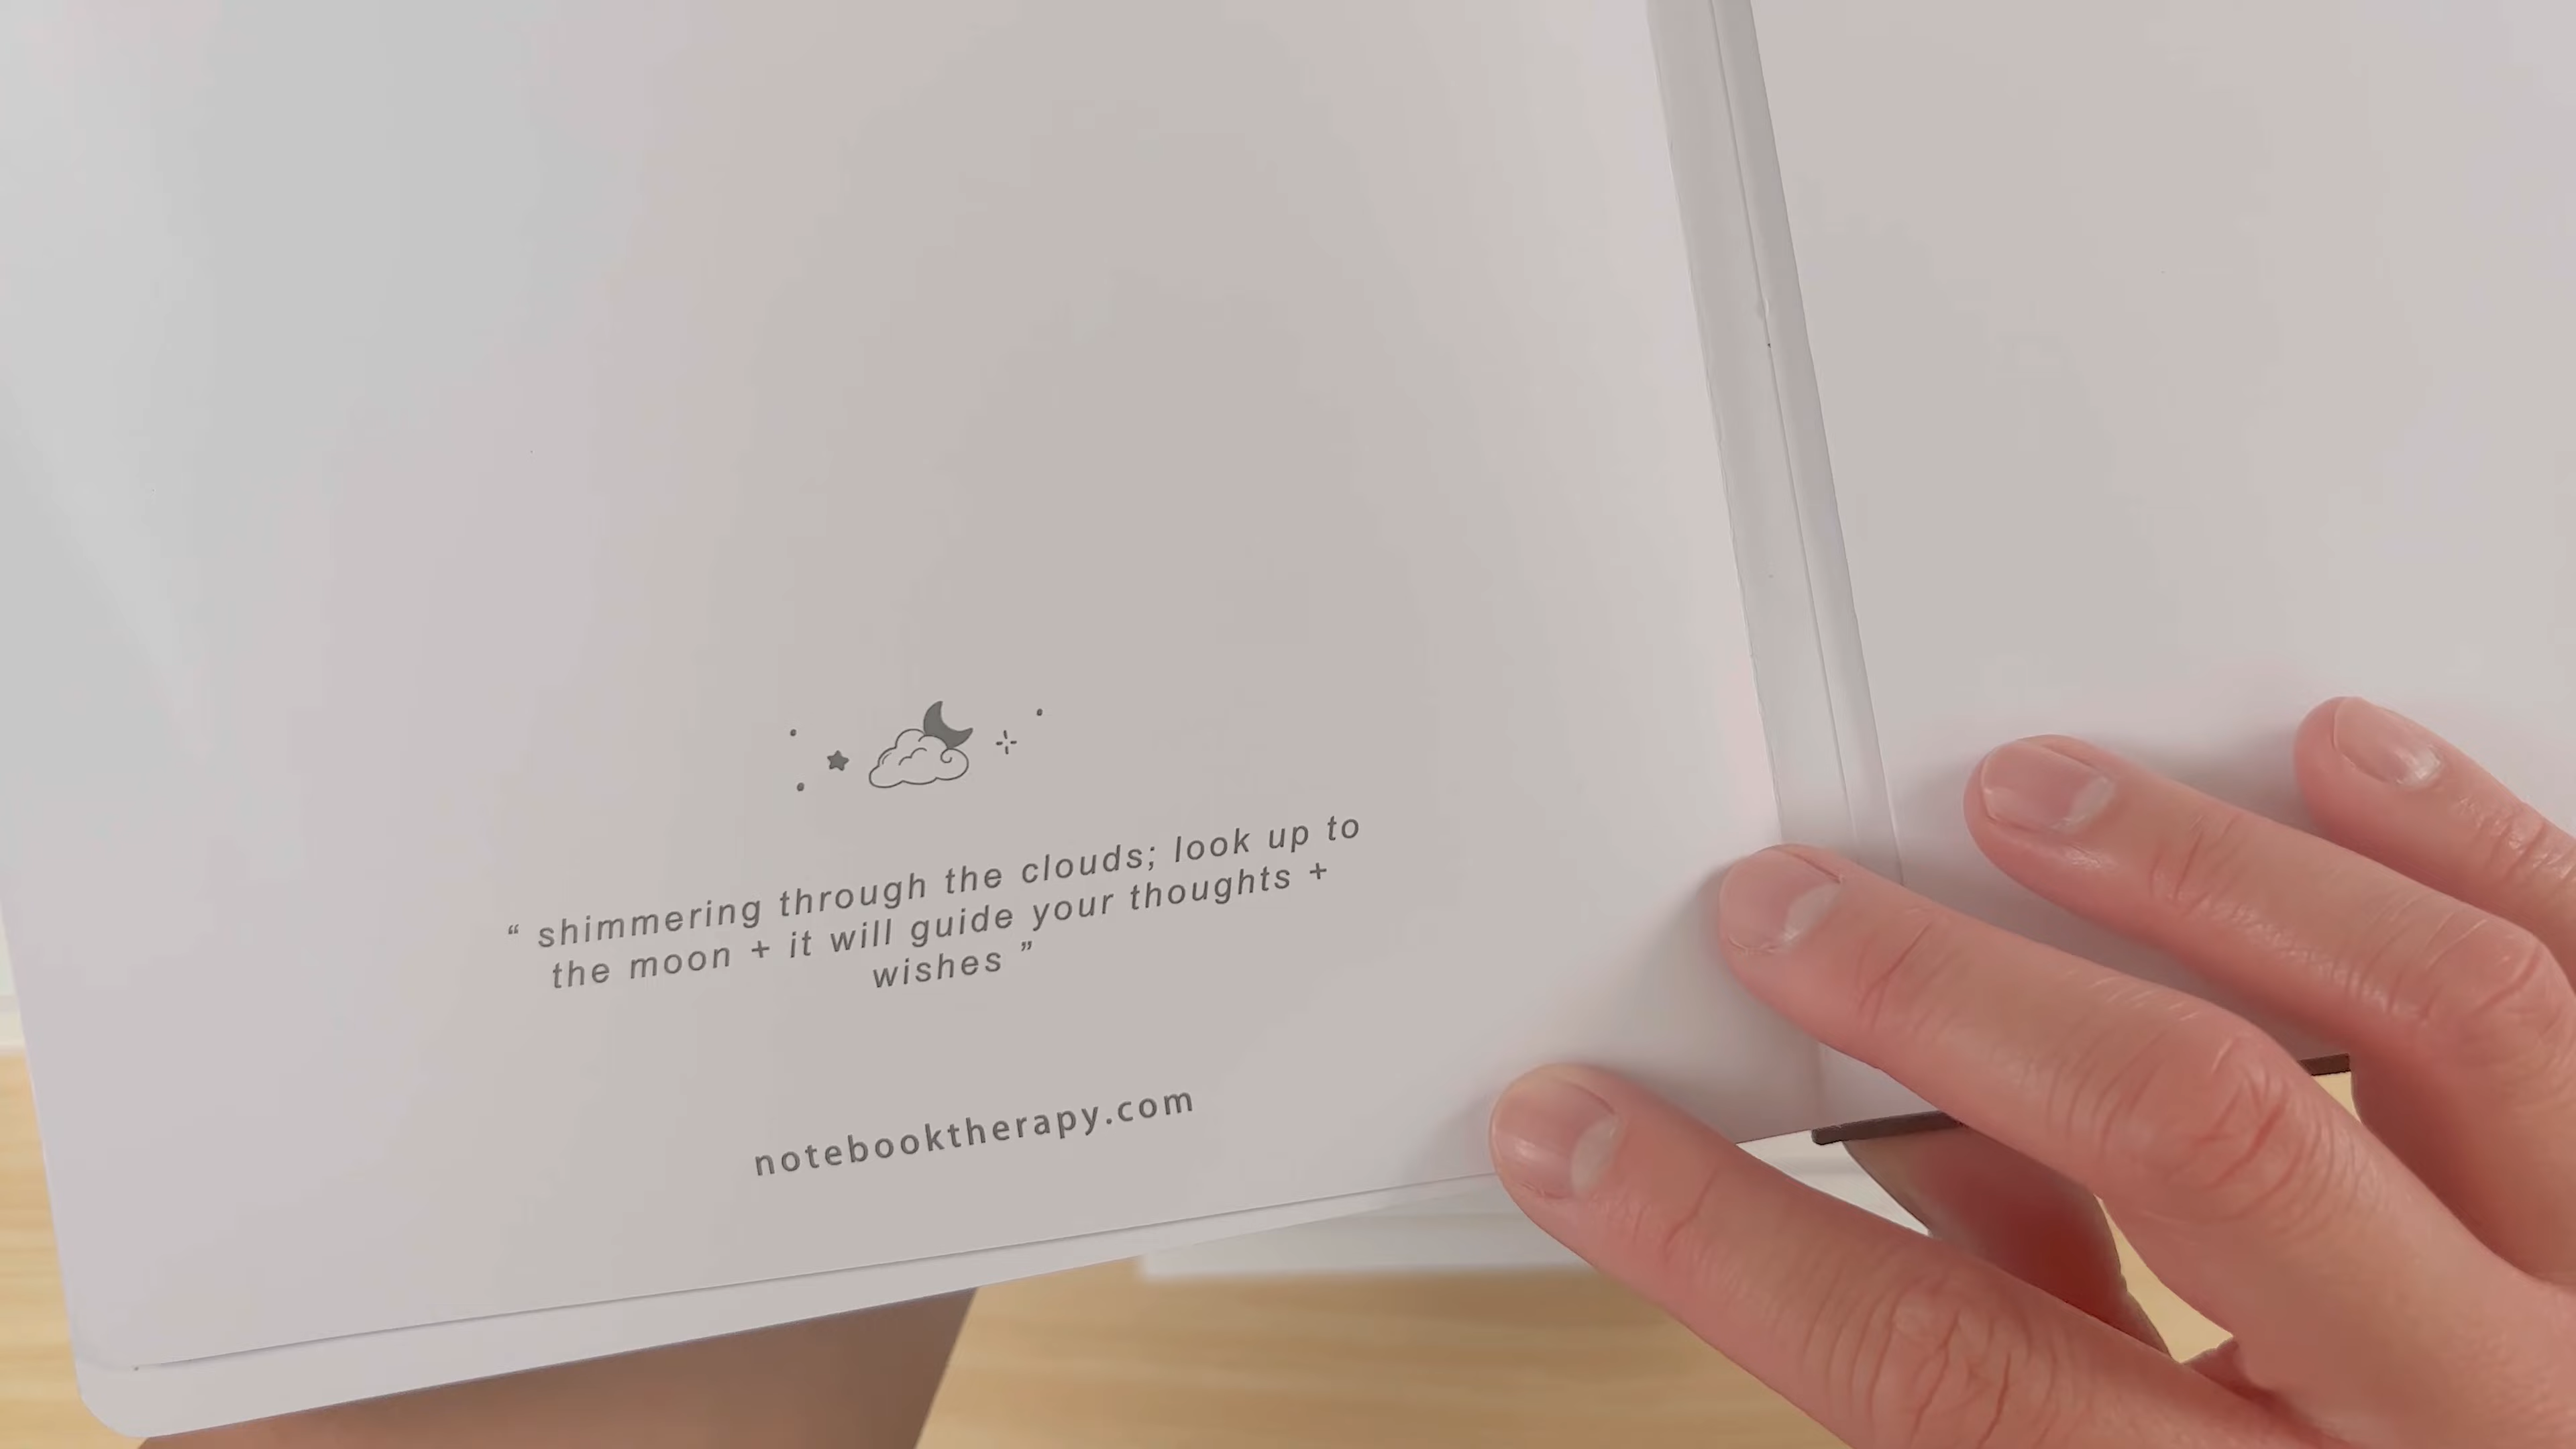 “ shimmering through the clouds; look up to
the moon + it will guide your thoughts +
wishes ”
notebooktherapy.com